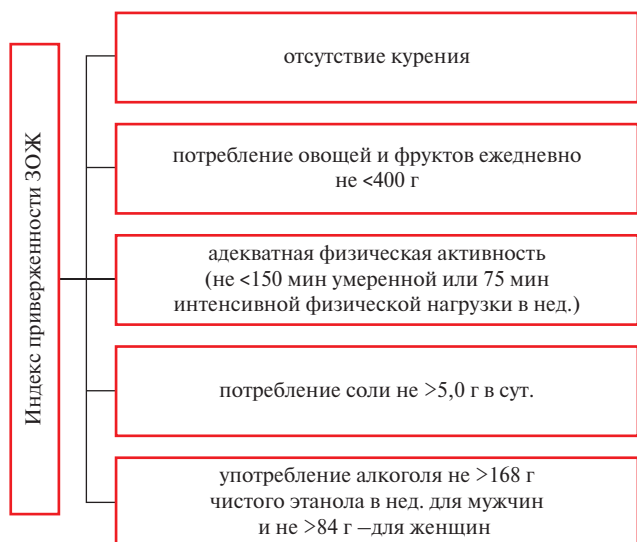 Индекс приверженности ЗОЖ
отсутствие курения
потребление овощей и фруктов ежедневно
не <400 г
адекватная физическая активность
(не <150 мин умеренной или 75 мин
интенсивной физической нагрузки в нед.)
потребление соли не >5,0 г в сут.
употребление алкоголя не >168 г
чистого этанола в нед. для мужчин
и не >84 г –для женщин